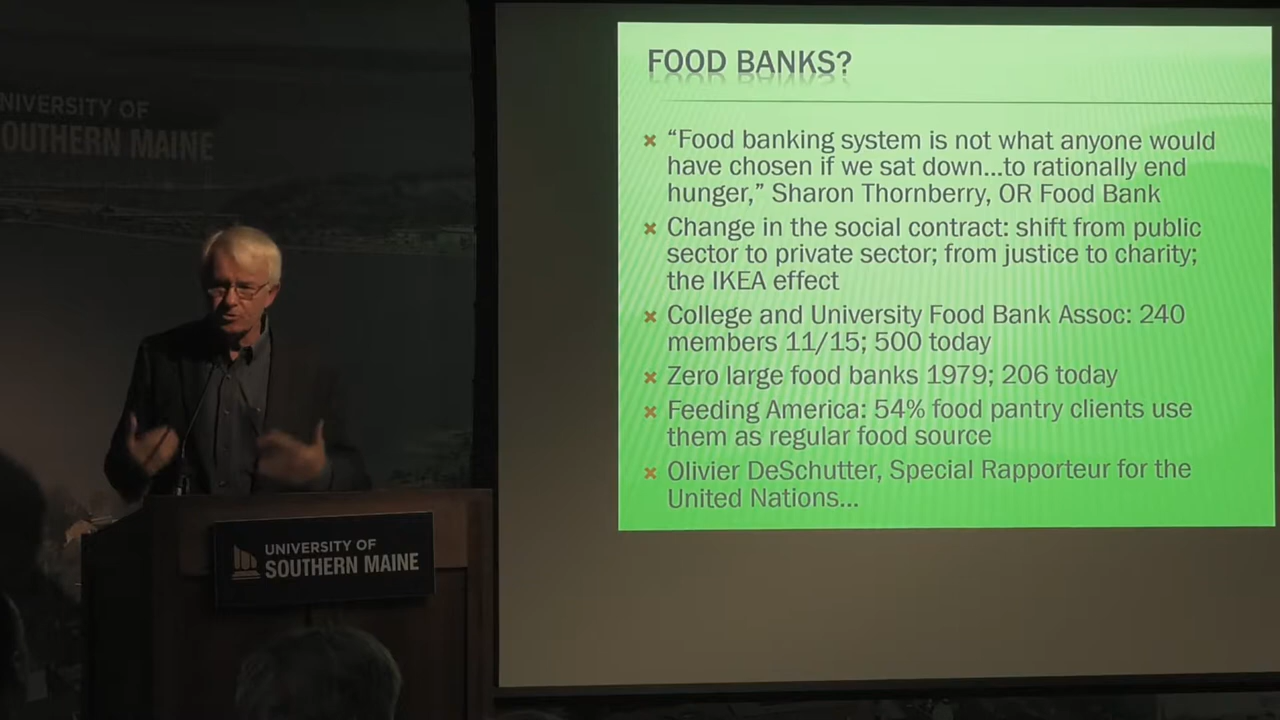 NIVERSITY OF
OUTHERN MAINE
FOOD BANKS?
“Food banking system is not what anyone would
have chosen if we sat down...to rationally end
hunger,” Sharon Thornberry, OR Food Bank
Change in the social contract: shift from public
sector to private sector; from justice to charity;
the IKEA effect
College and University Food Bank Assoc: 240
members 11/15; 500 today
Zero large food banks 1979; 206 today
Feeding America: 54% food pantry clients use
them as regular food source
Olivier DeSchutter, Special Rapporteur for the
United Nations...
UNIVERSITY OF
SOUTHERN MAINE